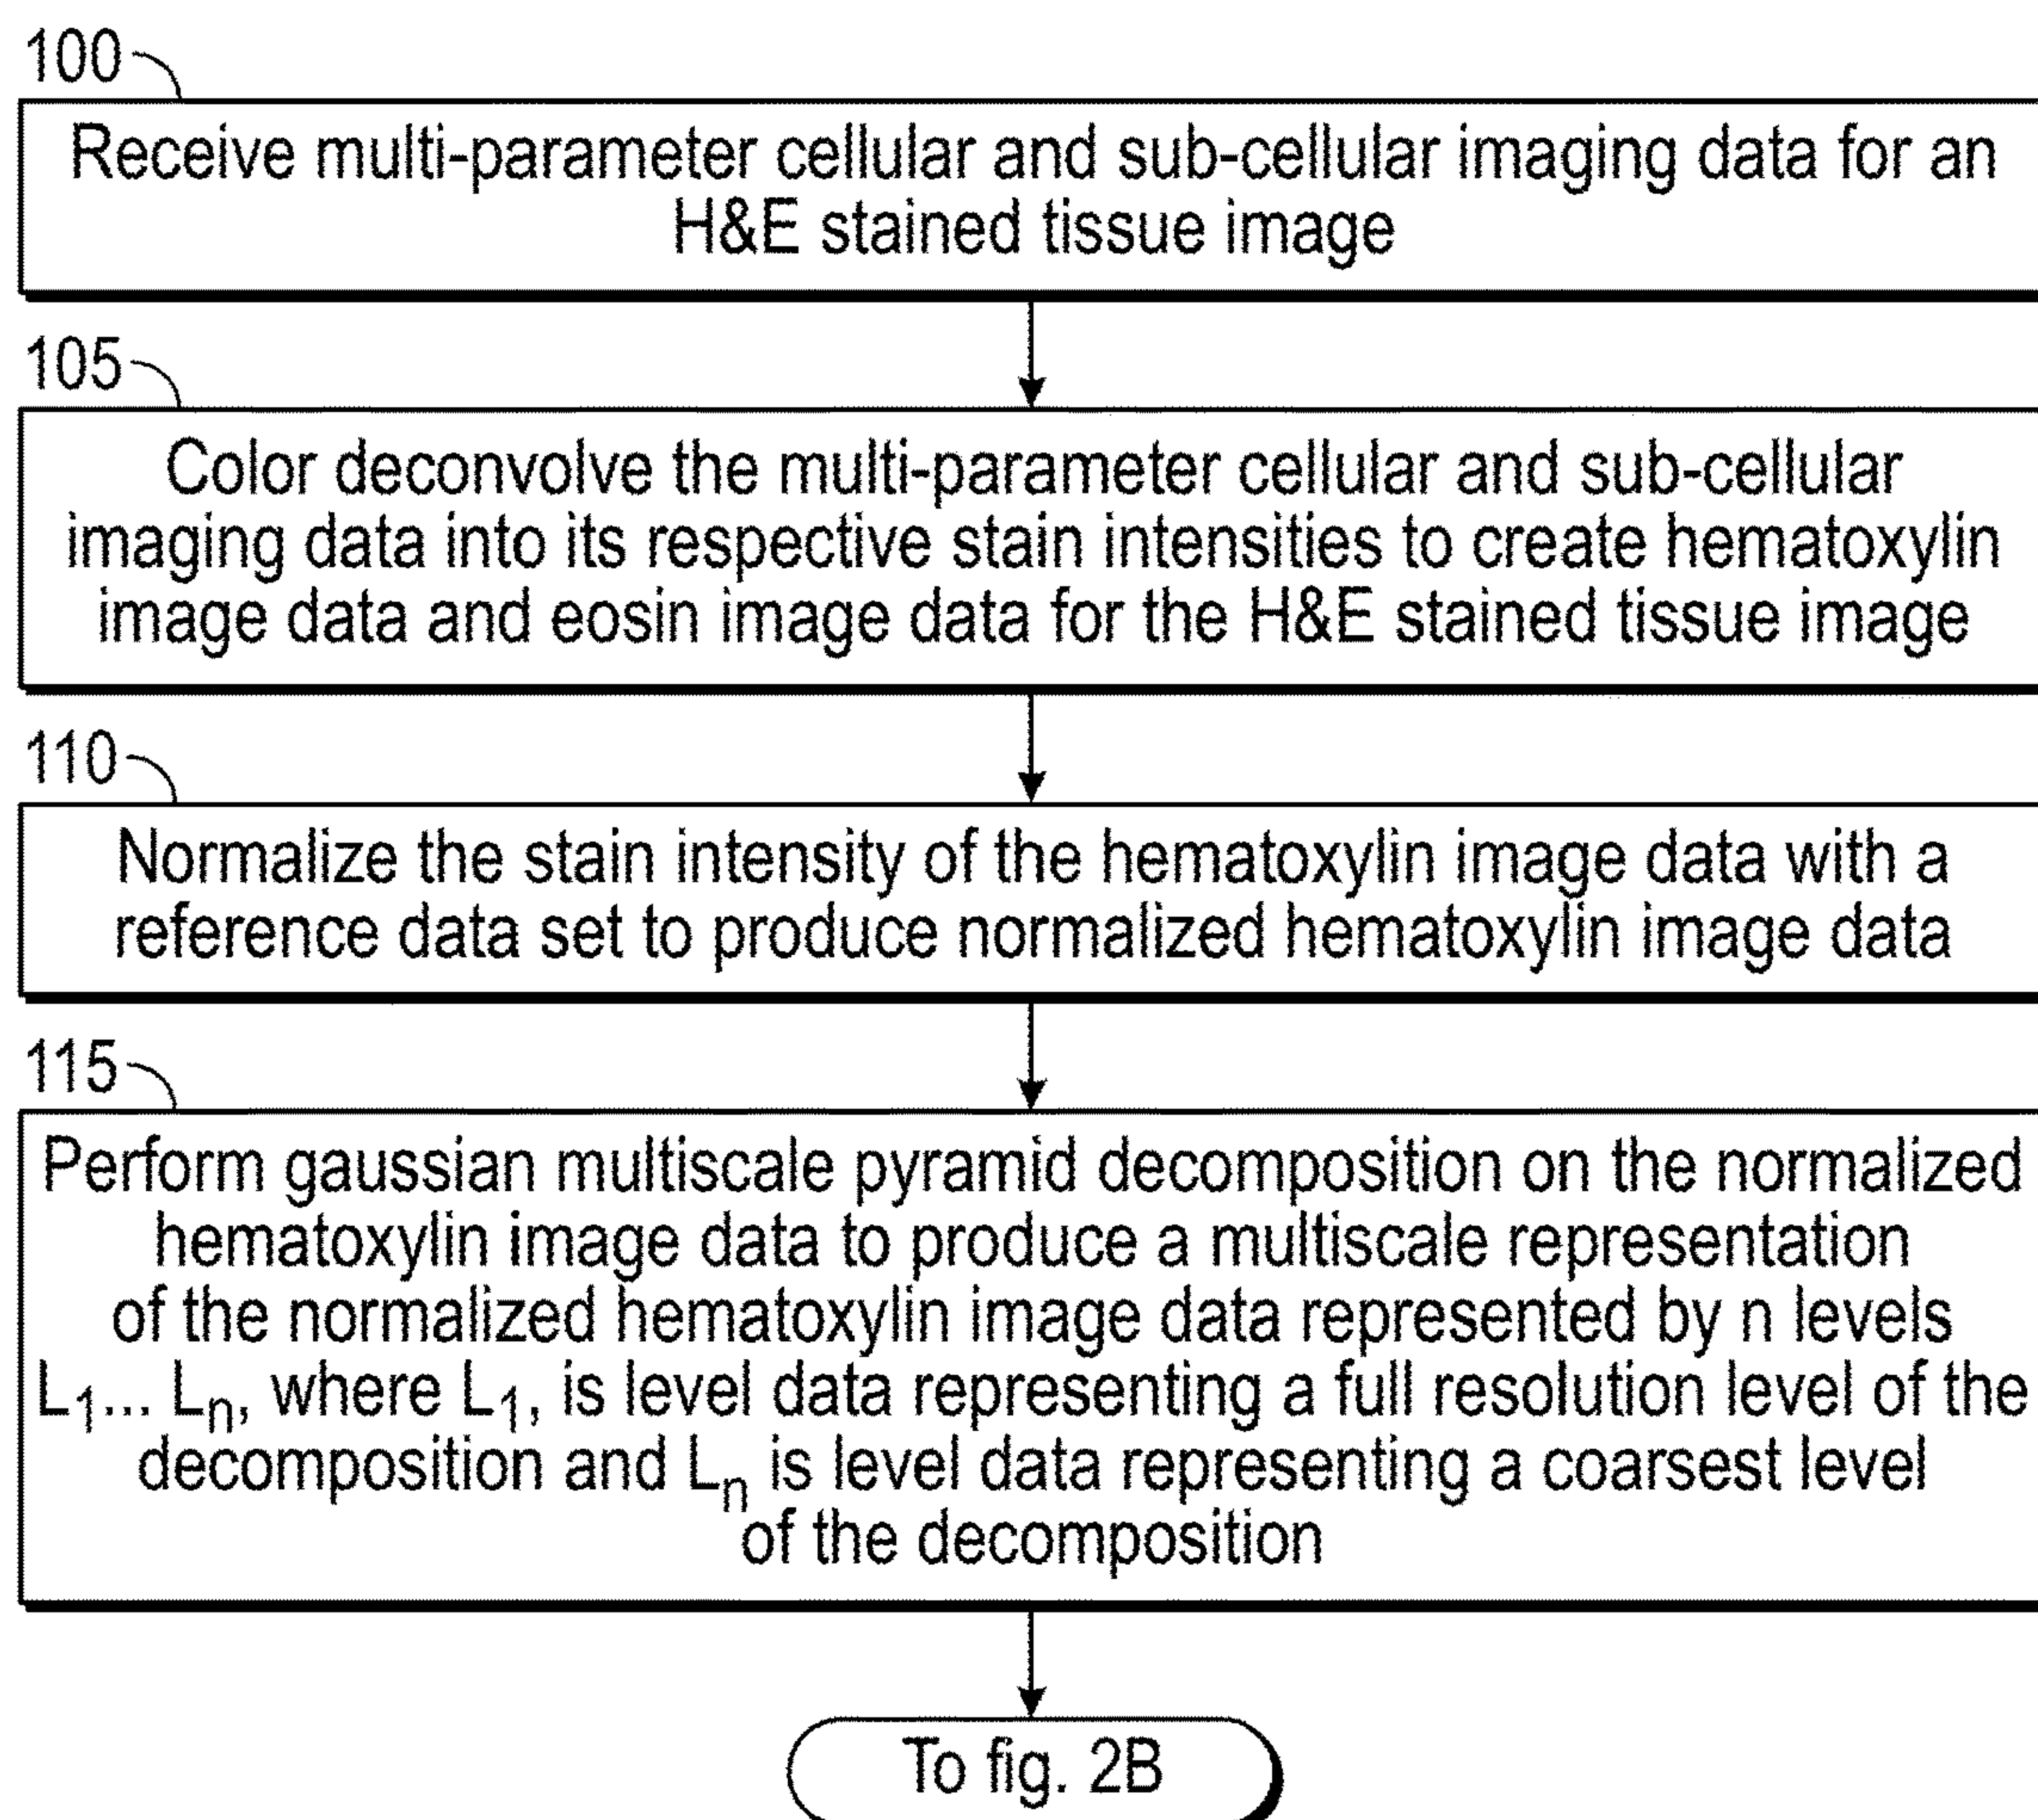 100
Receive multi-parameter cellular and sub-cellular imaging data for an
H&E stained tissue image
105
Color deconvolve the multi-parameter cellular and sub-cellular
imaging data into its respective stain intensities to create hematoxylin
image data and eosin image data for the H&E stained tissue image
110
Normalize the stain intensity of the hematoxylin image data with a
reference data set to produce normalized hematoxylin image data
115
Perform gaussian multiscale pyramid decomposition on the normalized
hematoxylin image data to produce a multiscale representation
of the normalized hematoxylin image data represented by n levels
L₁... Lₙ, where L₁, is level data representing a full resolution level of the
decomposition and Lₙ is level data representing a coarsest level
of the decomposition
To fig. 2B